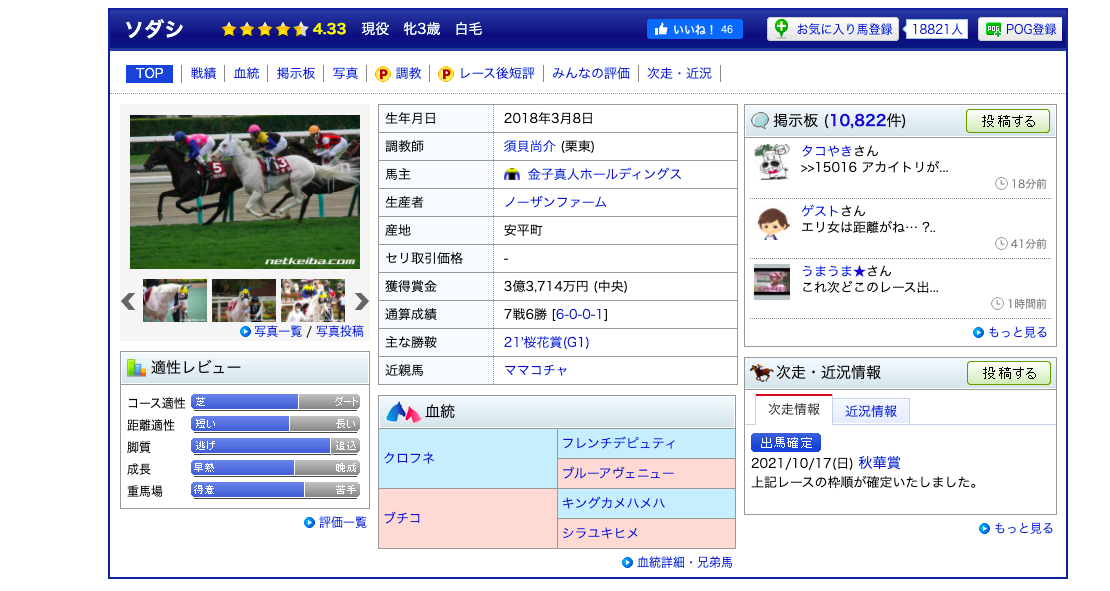 ソダシ 4.33 現役 牝3歳 白毛 いいね！ 46 お気に入り馬登録 18821人 POG登録
TOP 戦績 血統 掲示板 写真 P 調教 P レース後短評 みんなの評価 次走・近況
5 13
netkeiba.com
写真一覧 / 写真投稿
適性レビュー
コース適性 芝 ダート
距離適性 短い 長い
脚質 逃げ 追込
成長 早熟 晩成
重馬場 得意 苦手
評価一覧
生年月日 2018年3月8日
調教師 須貝尚介 (栗東)
馬主 金子真人ホールディングス
生産者 ノーザンファーム
産地 安平町
セリ取引価格 -
獲得賞金 3億3,714万円 (中央)
通算成績 7戦6勝 [6-0-0-1]
主な勝鞍 21'桜花賞(G1)
近親馬 ママコチャ
血統
クロフネ
フレンチデピュティ
ブルーアヴェニュー
ブチコ
キングカメハメハ
シラユキヒメ
血統詳細・兄弟馬
掲示板 (10,822件) 投稿する
タコやきさん
>>15016 アカイトリが...
18分前
ゲストさん
エリ女は距離がね… ?..
41分前
うまうま★さん
これ次どこのレース出...
1時間前
もっと見る
次走・近況情報 投稿する
次走情報 近況情報
出馬確定
2021/10/17(日) 秋華賞
上記レースの枠順が確定いたしました。
もっと見る